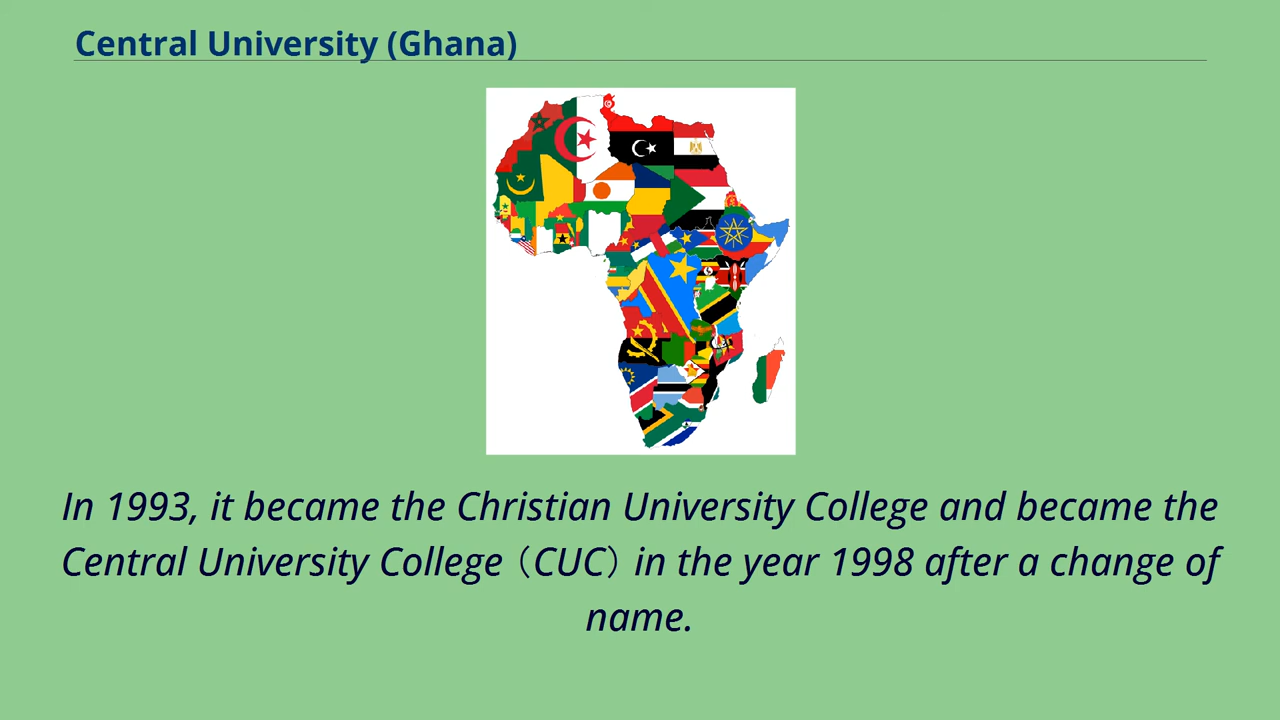 Central University (Ghana)
In 1993, it became the Christian University College and became the
Central University College（CUC）in the year 1998 after a change of
name.